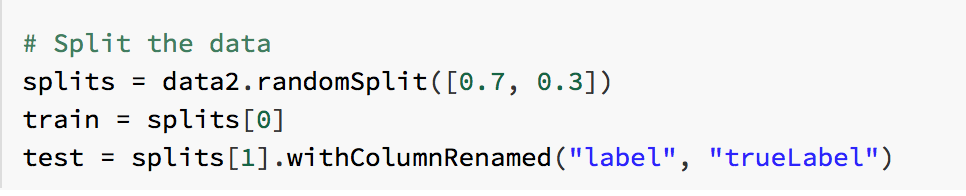 # Split the data
splits = data2.randomSplit([0.7, 0.3])
train = splits[0]
test = splits[1].withColumnRenamed("label", "trueLabel")